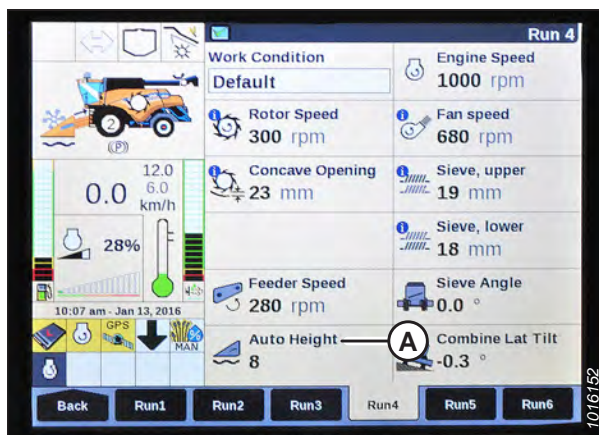 Run 4
Work Condition
Default
Engine Speed
1000 rpm
Rotor Speed
300 rpm
Fan speed
680 rpm
Concave Opening
23 mm
Sieve, upper
19 mm
Sieve, lower
18 mm
Feeder Speed
280 rpm
Sieve Angle
0.0 °
Auto Height
8
A
Combine Lat Tilt
-0.3 °
2
(P)
0.0
12.0
6.0
km/h
28%
10:07 am - Jan 13, 2016
GPS
%
MAN
Back
Run1
Run2
Run3
Run4
Run5
Run6
1016152